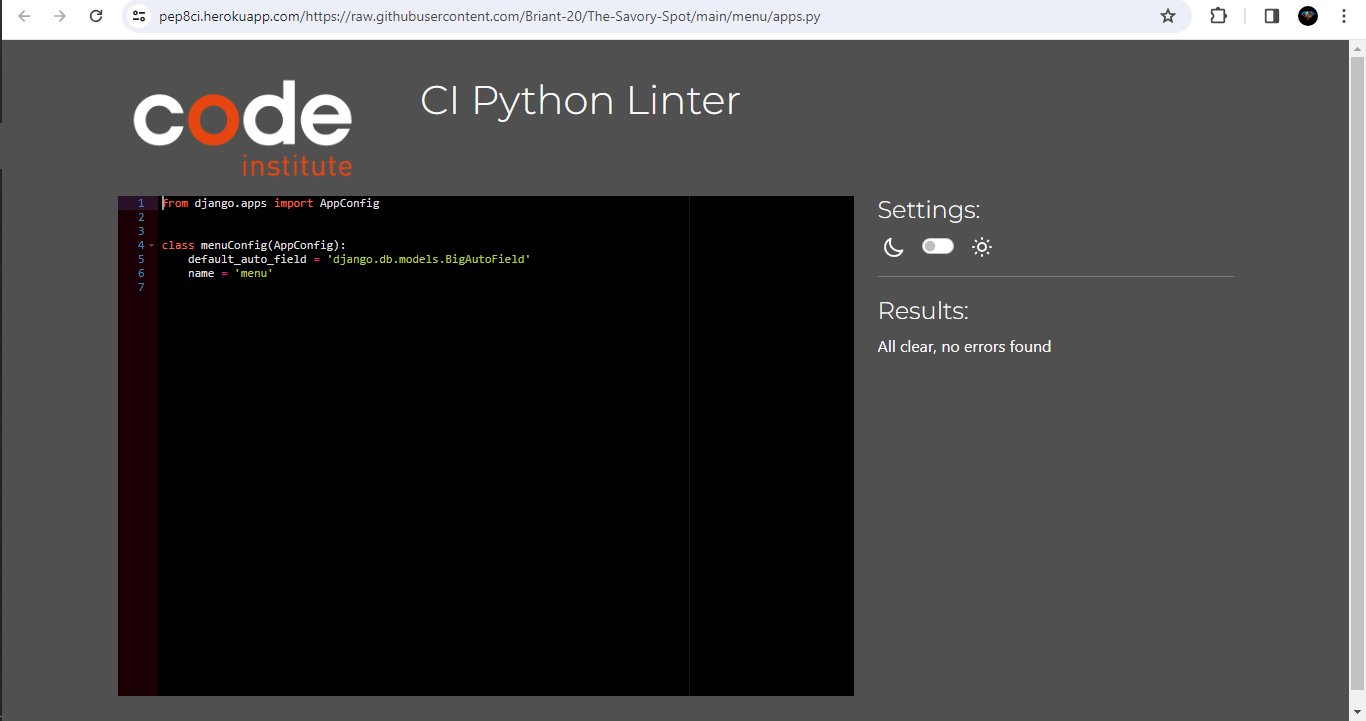 pep8ci.herokuapp.com/https://raw.githubusercontent.com/Briant-20/The-Savory-Spot/main/menu/apps.py
code
institute
CI Python Linter
1 from django.apps import AppConfig
2
3
4 class menuConfig(AppConfig):
5     default_auto_field = 'django.db.models.BigAutoField'
6     name = 'menu'
7
Settings:
Results:
All clear, no errors found